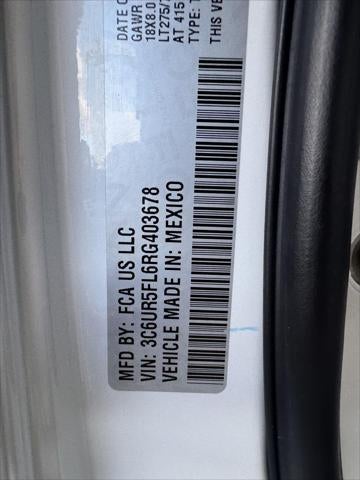 MFD BY: FCA US LLC
VIN: 3C6UR5FL6RG403678
VEHICLE MADE IN: MEXICO
DATE O
GAWR
18X8.0
LT275/
AT 415
TYPE:
THIS VE